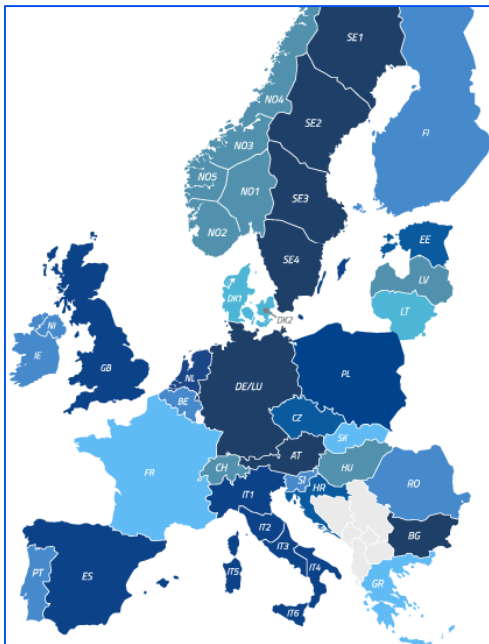 SE1
NO4
SE2
FI
NO3
NO5
NO1
SE3
NO2
EE
SE4
LV
DK1
LT
DK2
NI
IE
GB
NL
DE/LU
PL
BE
CZ
SK
FR
AT
CH
HU
SI
HR
RO
IT1
IT2
BG
IT3
IT4
IT5
PT
ES
GR
IT6